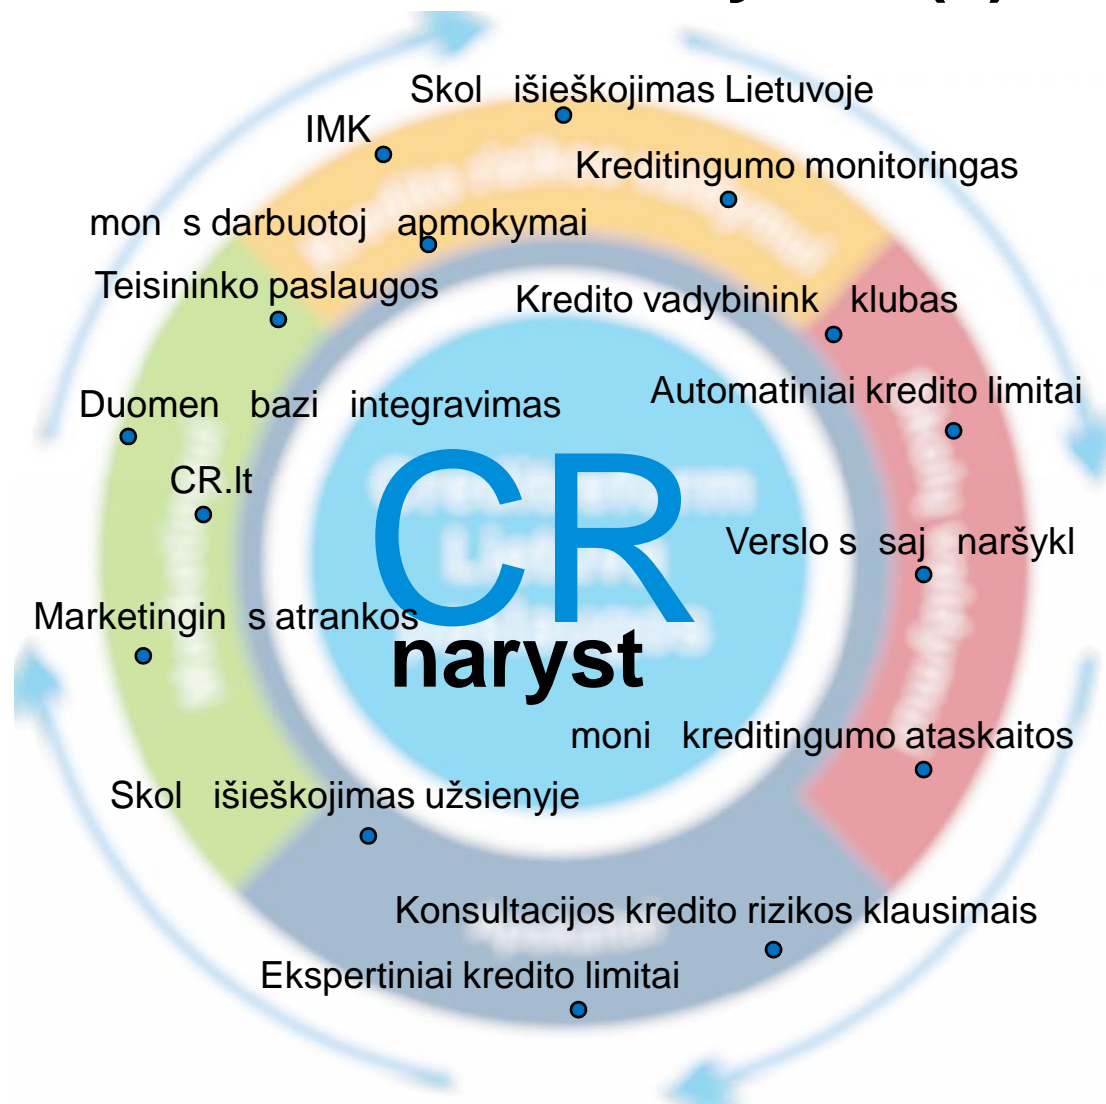 Skol išieškojimas Lietuvoje
IMK
Kreditingumo monitoringas
mon s darbuotoj apmokymai
Teisininko paslaugos
Kredito vadybinink klubas
Automatiniai kredito limitai
Duomen bazi integravimas
CR.lt
CR
Verslo s saj naršykl
Marketingin s atrankos
naryst
moni kreditingumo ataskaitos
Skol išieškojimas užsienyje
Konsultacijos kredito rizikos klausimais
Ekspertiniai kredito limitai